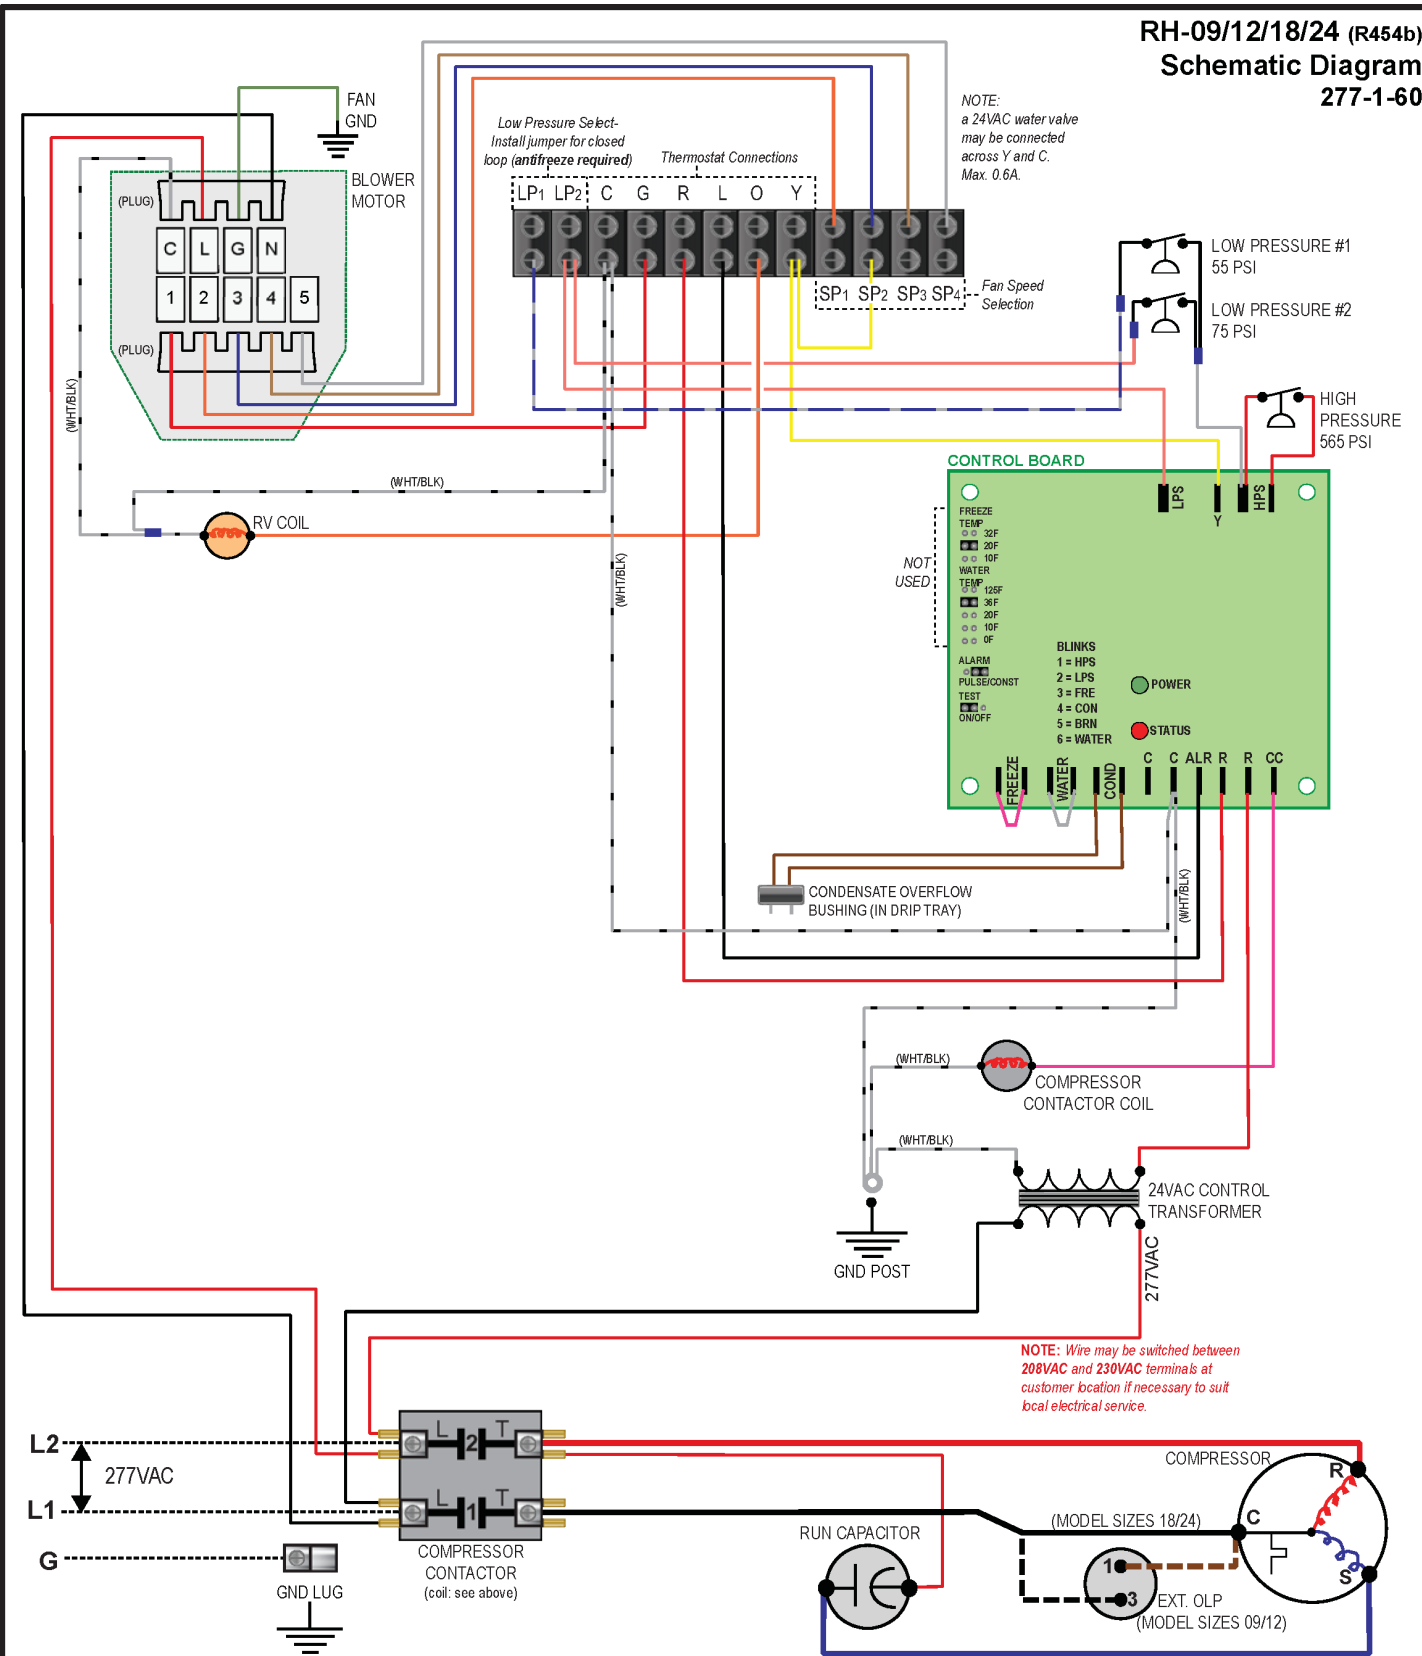 RH-09/12/18/24 (R454b)
Schematic Diagram
277-1-60
FAN
GND
Low Pressure Select-
Install jumper for closed
loop (antifreeze required)
Thermostat Connections
NOTE:
a 24VAC water valve
may be connected
across Y and C.
Max. 0.6A.
BLOWER
MOTOR
(PLUG)
LP1 LP2 C G R L O Y
C L G N
1 2 3 4 5
(PLUG)
SP1 SP2 SP3 SP4
Fan Speed
Selection
LOW PRESSURE #1
55 PSI
LOW PRESSURE #2
75 PSI
HIGH
PRESSURE
565 PSI
(WHT/BLK)
(WHT/BLK)
RV COIL
(WHT/BLK)
CONTROL BOARD
LPS
Y
HPS
NOT
USED
FREEZE
TEMP
32F
20F
10F
WATER
TEMP
125F
36F
20F
10F
0F
ALARM
PULSE/CONST
TEST
ON/OFF
BLINKS
1 = HPS
2 = LPS
3 = FRE
4 = CON
5 = BRN
6 = WATER
POWER
STATUS
FREEZE
WATER
COND
C C ALR R R CC
CONDENSATE OVERFLOW
BUSHING (IN DRIP TRAY)
(WHT/BLK)
(WHT/BLK)
COMPRESSOR
CONTACTOR COIL
(WHT/BLK)
24VAC CONTROL
TRANSFORMER
277VAC
GND POST
NOTE: Wire may be switched between
208VAC and 230VAC terminals at
customer location if necessary to suit
local electrical service.
L2
277VAC
L1
G
L 2 T
L 1 T
COMPRESSOR
CONTACTOR
(coil: see above)
GND LUG
RUN CAPACITOR
COMPRESSOR
R
C
S
(MODEL SIZES 18/24)
1
3
EXT. OLP
(MODEL SIZES 09/12)